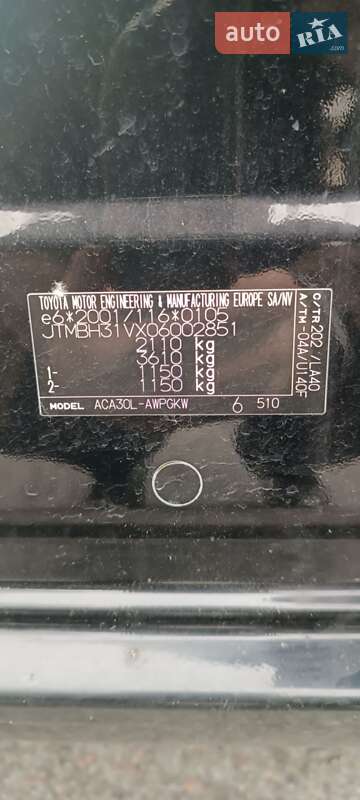 auto RIA .com
TOYOTA MOTOR ENGINEERING & MANUFACTURING EUROPE SA/NV
e6*2001/116*0105
JTMBH31VX06002851
2110 kg
3610 kg
1- 1150 kg
2- 1150 kg
MODEL ACA30L-AWPGKW 6 510
C/TR 202 /LA40
A/TM -04A/U140F